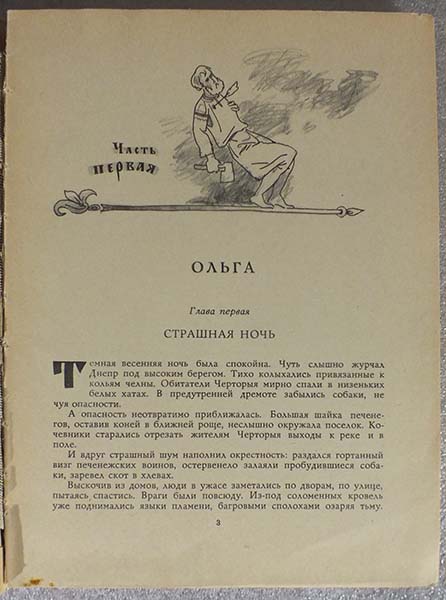 Часть
первая
ОЛЬГА
Глава первая
СТРАШНАЯ НОЧЬ
Темная весенняя ночь была спокойна. Чуть слышно журчал
Днепр под высоким берегом. Тихо колыхались привязанные к
кольям челны. Обитатели Черторыя мирно спали в низеньких
белых хатах. В предутренней дремоте забылись собаки, не
чуя опасности.
А опасность неотвратимо приближалась. Большая шайка печене-
гов, оставив коней в ближней роще, неслышно окружала поселок. Ко-
чевники старались отрезать жителям Черторыя выходы к реке и в
поле.
И вдруг страшный шум наполнил окрестность: раздался гортанный
визг печенежских воинов, остервенело залаяли пробудившиеся соба-
ки, заревел скот в хлевах.
Выскочив из домов, люди в ужасе заметались по дворам, по улице,
пытаясь спастись. Враги были повсюду. Из-под соломенных кровель
уже поднимались языки пламени, багровыми сполохами озаряя тьму.
3